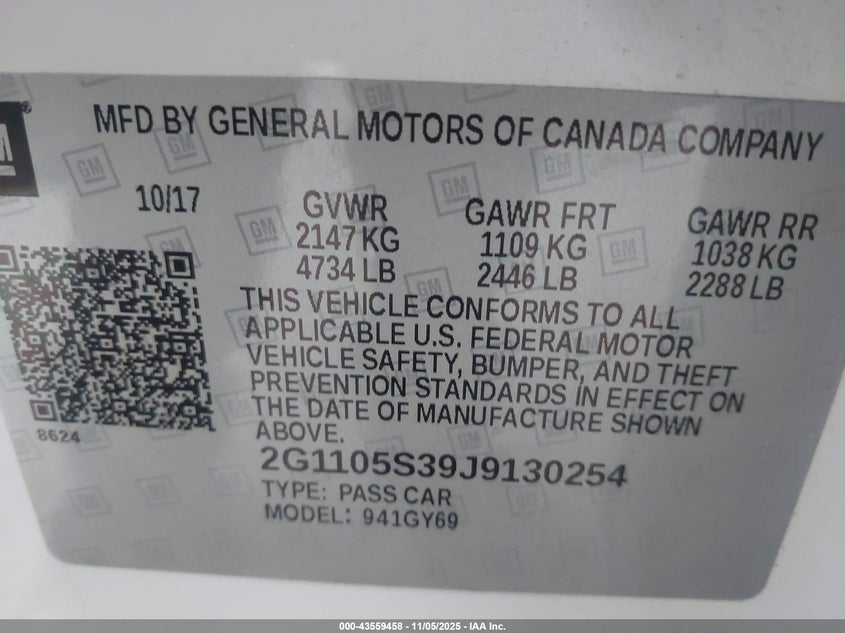 GM
MFD BY GENERAL MOTORS OF CANADA COMPANY
10/17
GVWR
2147 KG
4734 LB
GAWR FRT
1109 KG
2446 LB
GAWR RR
1038 KG
2288 LB
THIS VEHICLE CONFORMS TO ALL
APPLICABLE U.S. FEDERAL MOTOR
VEHICLE SAFETY, BUMPER, AND THEFT
PREVENTION STANDARDS IN EFFECT ON
THE DATE OF MANUFACTURE SHOWN
ABOVE.
8624
2G1105S39J9130254
TYPE: PASS CAR
MODEL: 941GY69
000-43559458 - 11/05/2025 - IAA Inc.